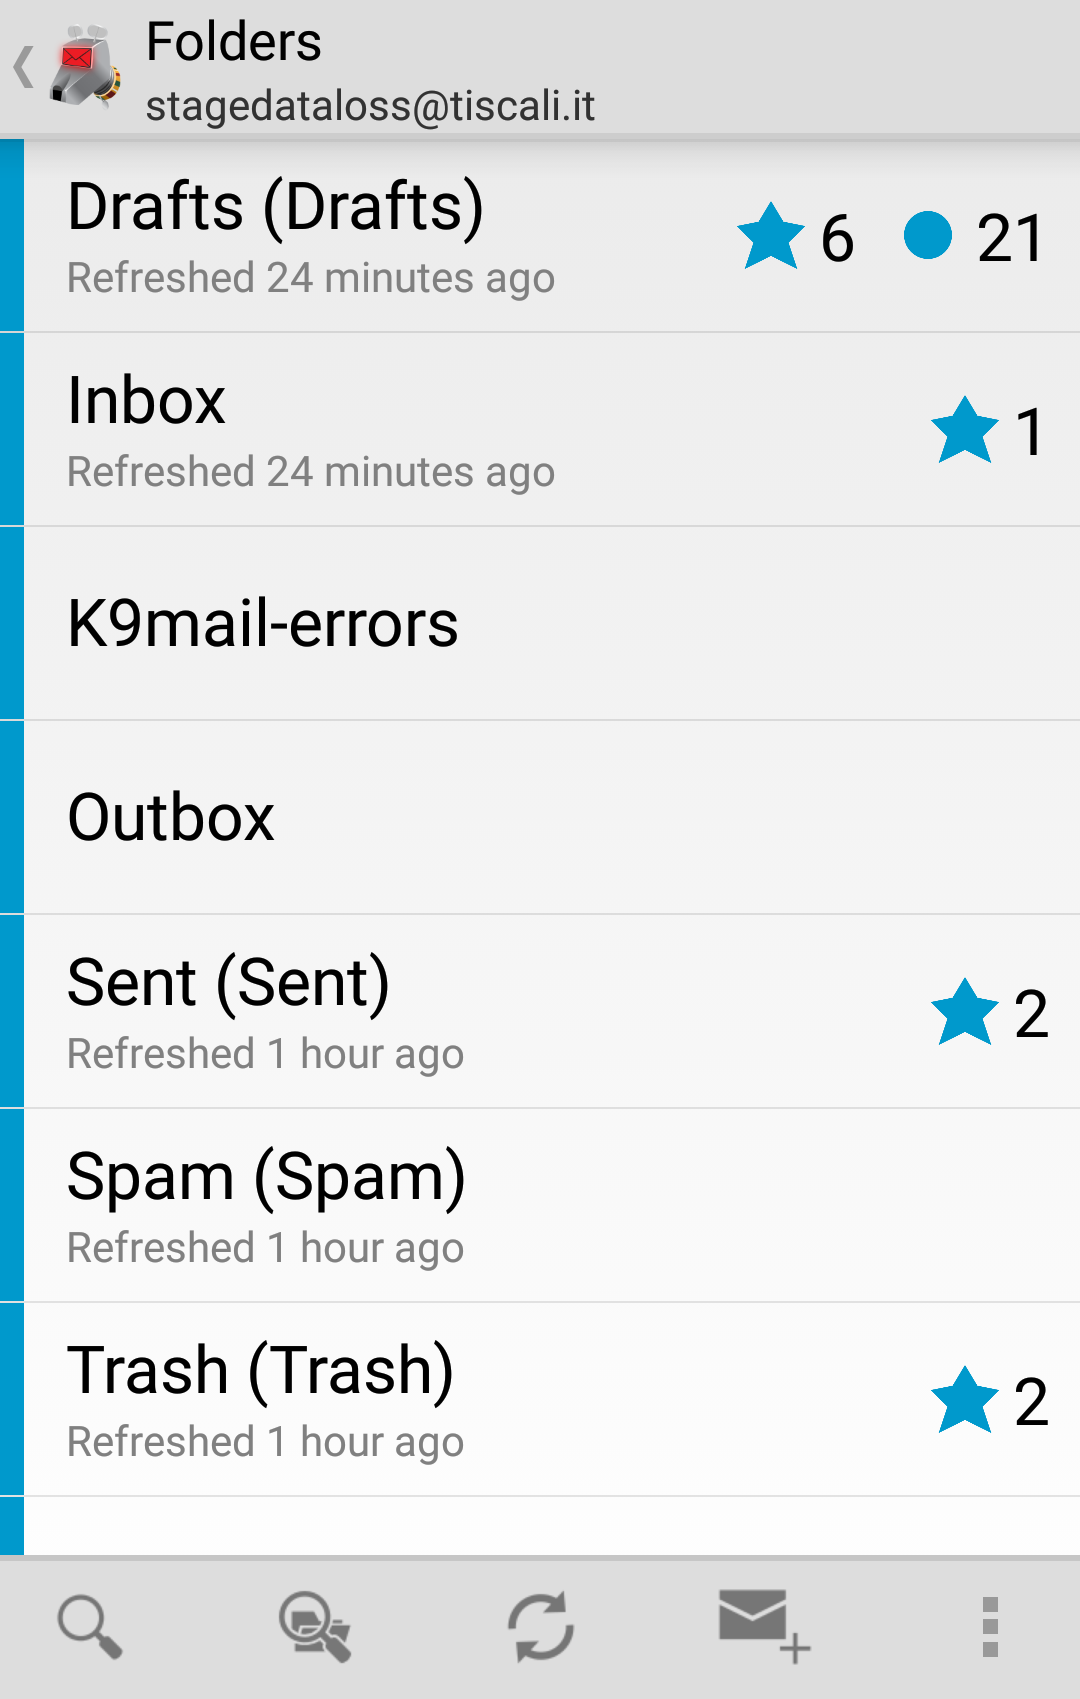 Folders
stagedataloss@tiscali.it
Drafts (Drafts)
Refreshed 24 minutes ago
6
21
Inbox
Refreshed 24 minutes ago
1
K9mail-errors
Outbox
Sent (Sent)
Refreshed 1 hour ago
2
Spam (Spam)
Refreshed 1 hour ago
Trash (Trash)
Refreshed 1 hour ago
2